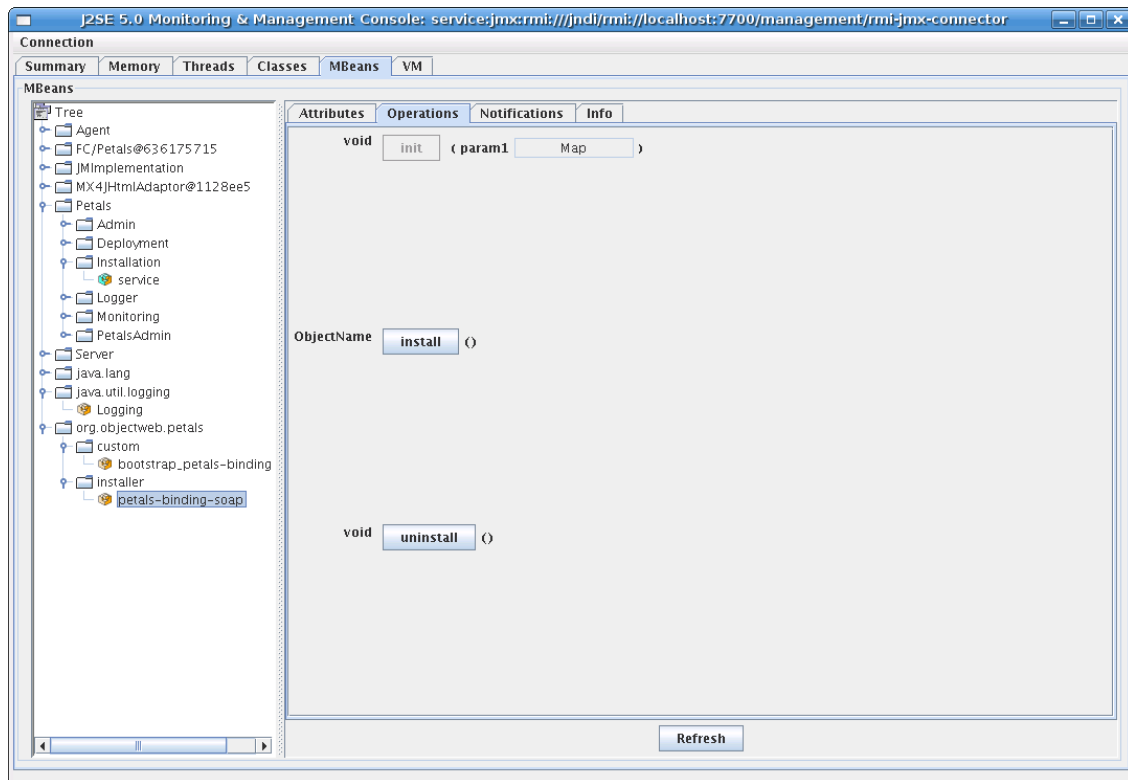 J2SE 5.0 Monitoring & Management Console: service:jmx:rmi:///jndi/rmi://localhost:7700/management/rmi-jmx-connector
Connection
Summary Memory Threads Classes MBeans VM
MBeans
Tree
Agent
FC/Petals@636175715
JMImplementation
MX4JHtmlAdaptor@1128ee5
Petals
Admin
Deployment
Installation
service
Logger
Monitoring
PetalsAdmin
Server
java.lang
java.util.logging
Logging
org.objectweb.petals
custom
bootstrap_petals-binding
installer
petals-binding-soap
Attributes Operations Notifications Info
void init ( param1 Map )
ObjectName install ()
void uninstall ()
Refresh